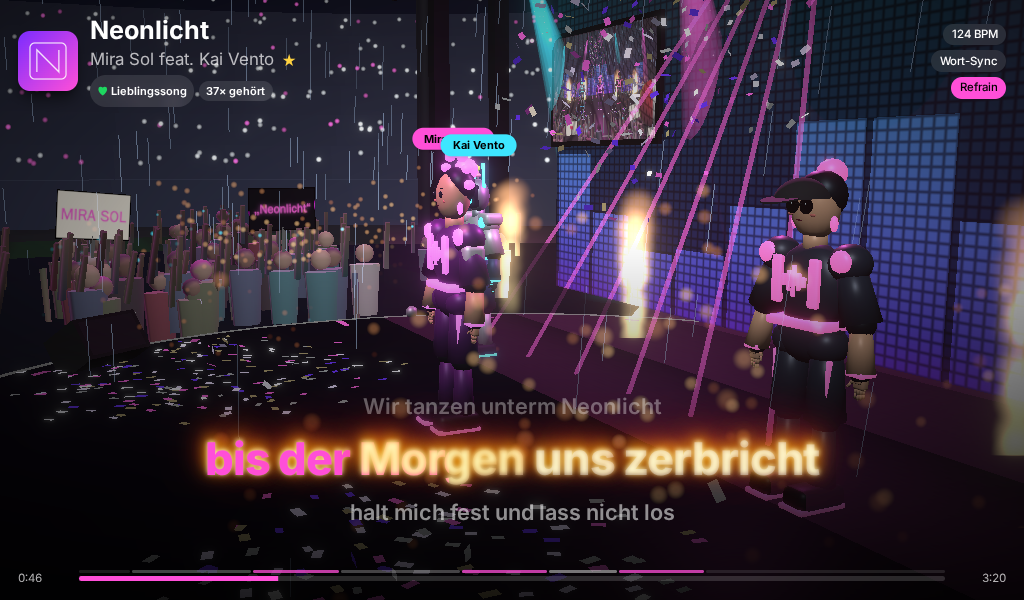 Neonlicht
Mira Sol feat. Kai Vento
Lieblingssong
37× gehört
124 BPM
Wort-Sync
Refrain
Kai Vento
MIRA SOL
„Neonlicht“
Wir tanzen unterm Neonlicht
bis der Morgen uns zerbricht
halt mich fest und lass nicht los
0:46
3:20